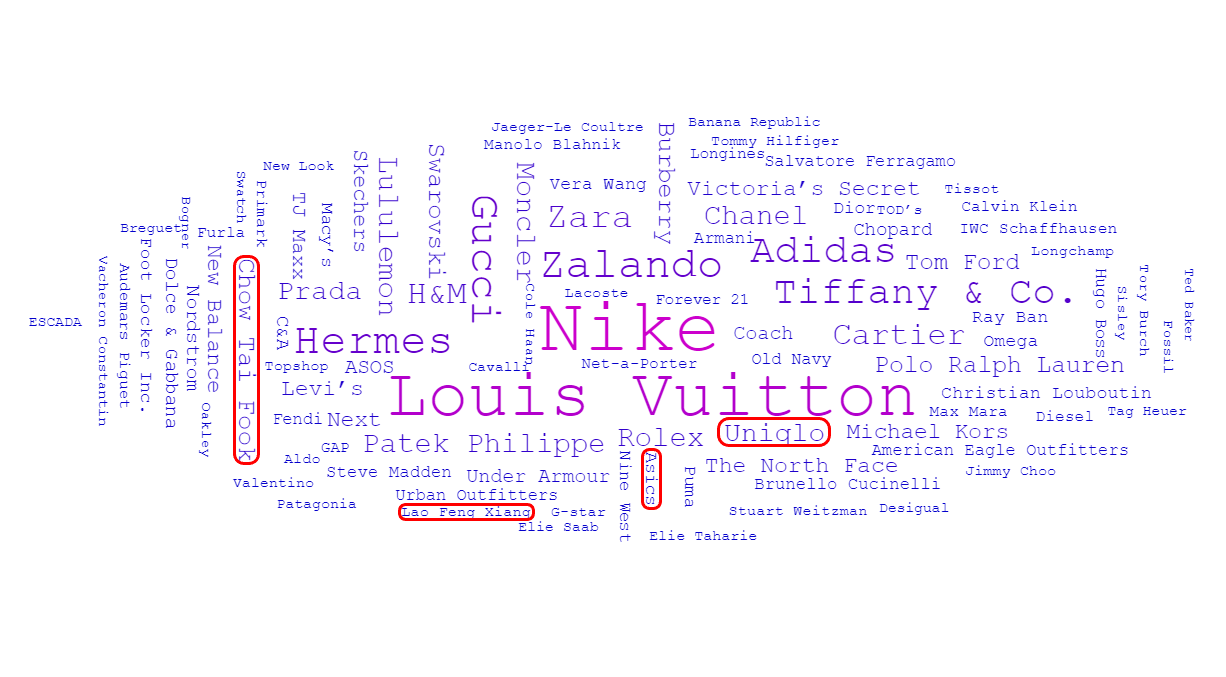 Jaeger-Le Coultre
Banana Republic
Manolo Blahnik
Tommy Hilfiger
Longines
Salvatore Ferragamo
Burberry
Swarovski
Skechers
Lululemon
New Look
Moncler
Vera Wang
Victoria’s Secret
Tissot
Swatch
Primark
Bogner
TJ Maxx
Macy’s
Gucci
Zara
Chanel
Dior
TOD’s
Calvin Klein
Breguet
Furla
Chopard
IWC Schaffhausen
Armani
Adidas
Longchamp
Foot Locker Inc.
New Balance
Zalando
Tom Ford
Vacheron Constantin
Audemars Piguet
Dolce & Gabbana
Nordstrom
Chow Tai Fook
Prada
H&M
Cole Haan
Lacoste
Forever 21
Tiffany & Co.
Hugo Boss
Sisley
Tory Burch
Ted Baker
Fossil
ESCADA
C&A
Hermes
Nike
Coach
Cartier
Ray Ban
Omega
Topshop
ASOS
Cavalli
Net-a-Porter
Old Navy
Polo Ralph Lauren
Levi’s
Louis Vuitton
Christian Louboutin
Oakley
Fendi
Next
Max Mara
Diesel
Tag Heuer
GAP
Patek Philippe
Rolex
Uniqlo
Michael Kors
Aldo
American Eagle Outfitters
Steve Madden
Under Armour
Nine West
Asics
Puma
The North Face
Jimmy Choo
Valentino
Brunello Cucinelli
Urban Outfitters
Patagonia
Lao Feng Xiang
G-star
Stuart Weitzman
Desigual
Elie Saab
Elie Taharie